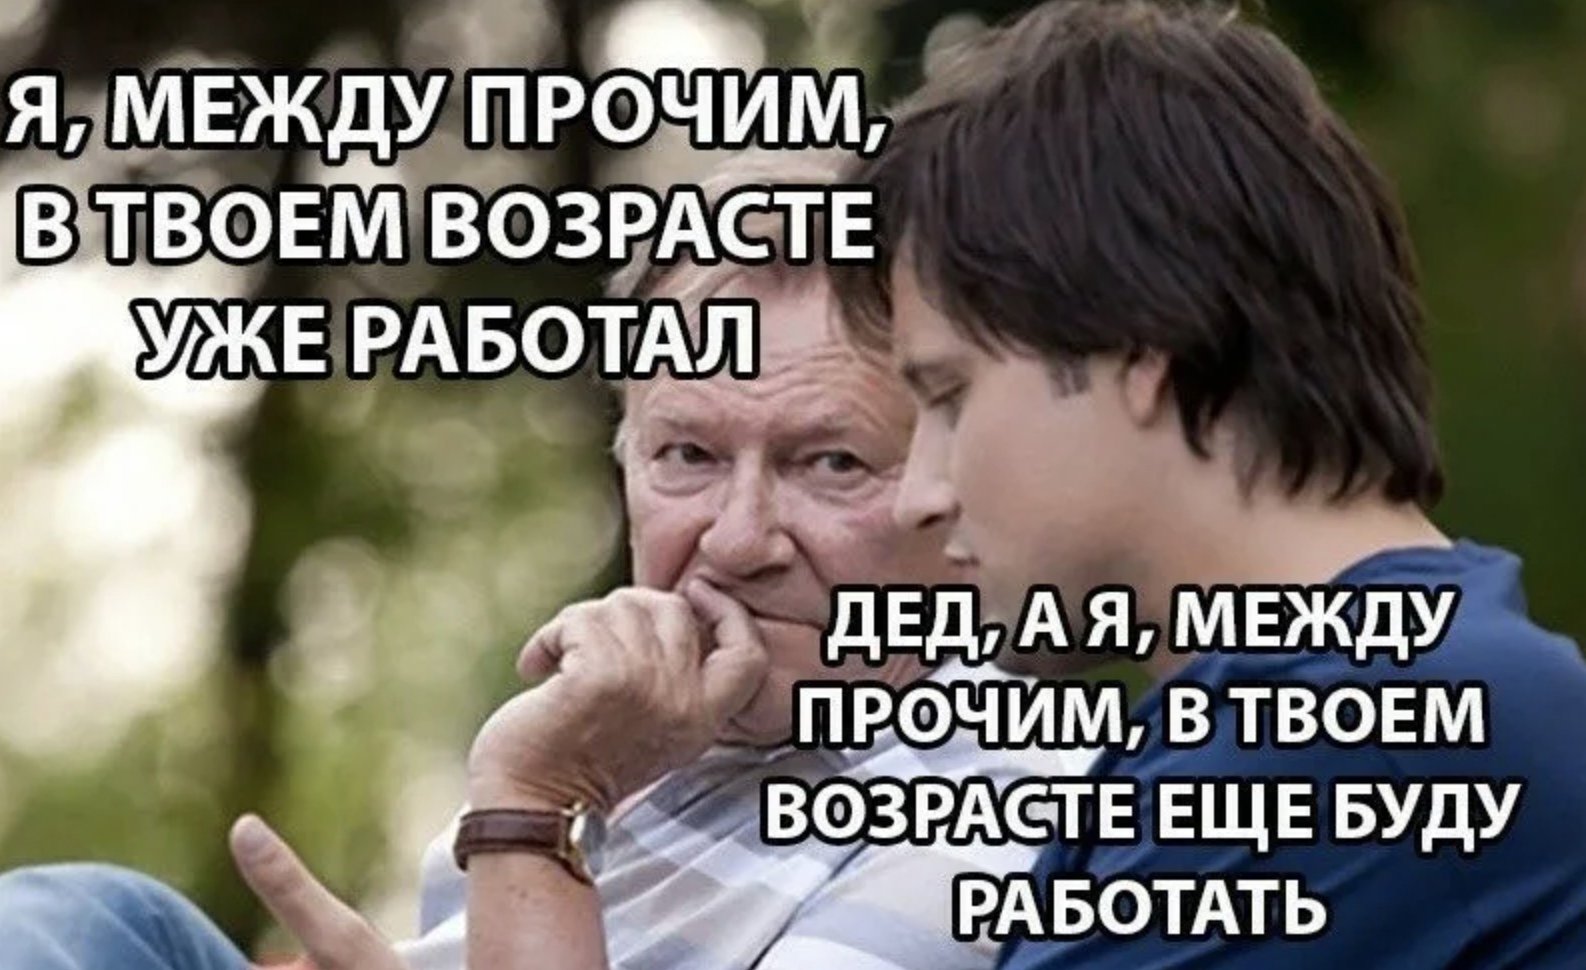 Я, МЕЖДУ ПРОЧИМ,
В ТВОЕМ ВОЗРАСТЕ
УЖЕ РАБОТАЛ
ДЕД, А Я, МЕЖДУ
ПРОЧИМ, В ТВОЕМ
ВОЗРАСТЕ ЕЩЕ БУДУ
РАБОТАТЬ